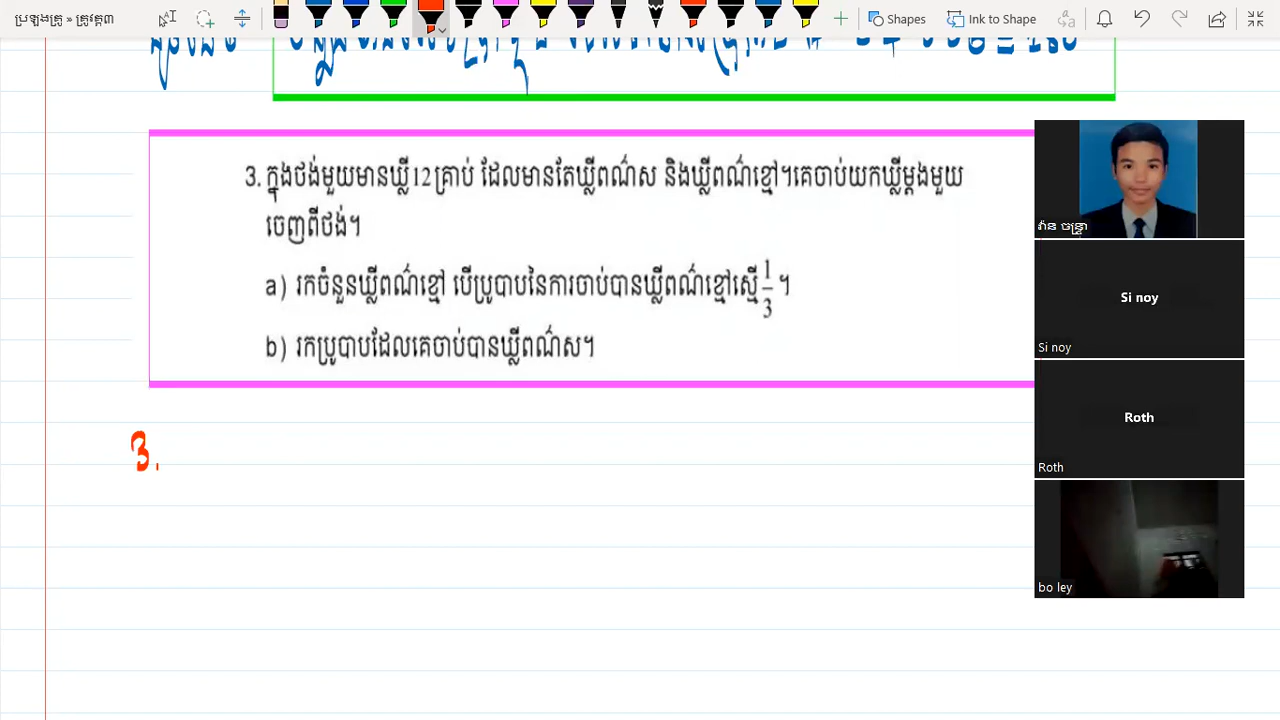 ប្រឡងគ្រូ » គ្រូវត្ត៣
Shapes
Ink to Shape
3. ក្នុងថង់មួយមានឃ្លី12គ្រាប់ ដែលមានតែឃ្លីពណ៌ស និងឃ្លីពណ៌ខ្មៅ។គេចាប់យកឃ្លីម្តងមួយ
ចេញពីថង់។
a) រកចំនួនឃ្លីពណ៌ខ្មៅ បើប្រូបាបនៃការចាប់បានឃ្លីពណ៌ខ្មៅស្មើ 1/3 ។
b) រកប្រូបាបដែលគេចាប់បានឃ្លីពណ៌ស។
3.
វ៉ាន ចន្ទ្រា
Si noy
Si noy
Roth
Roth
bo ley